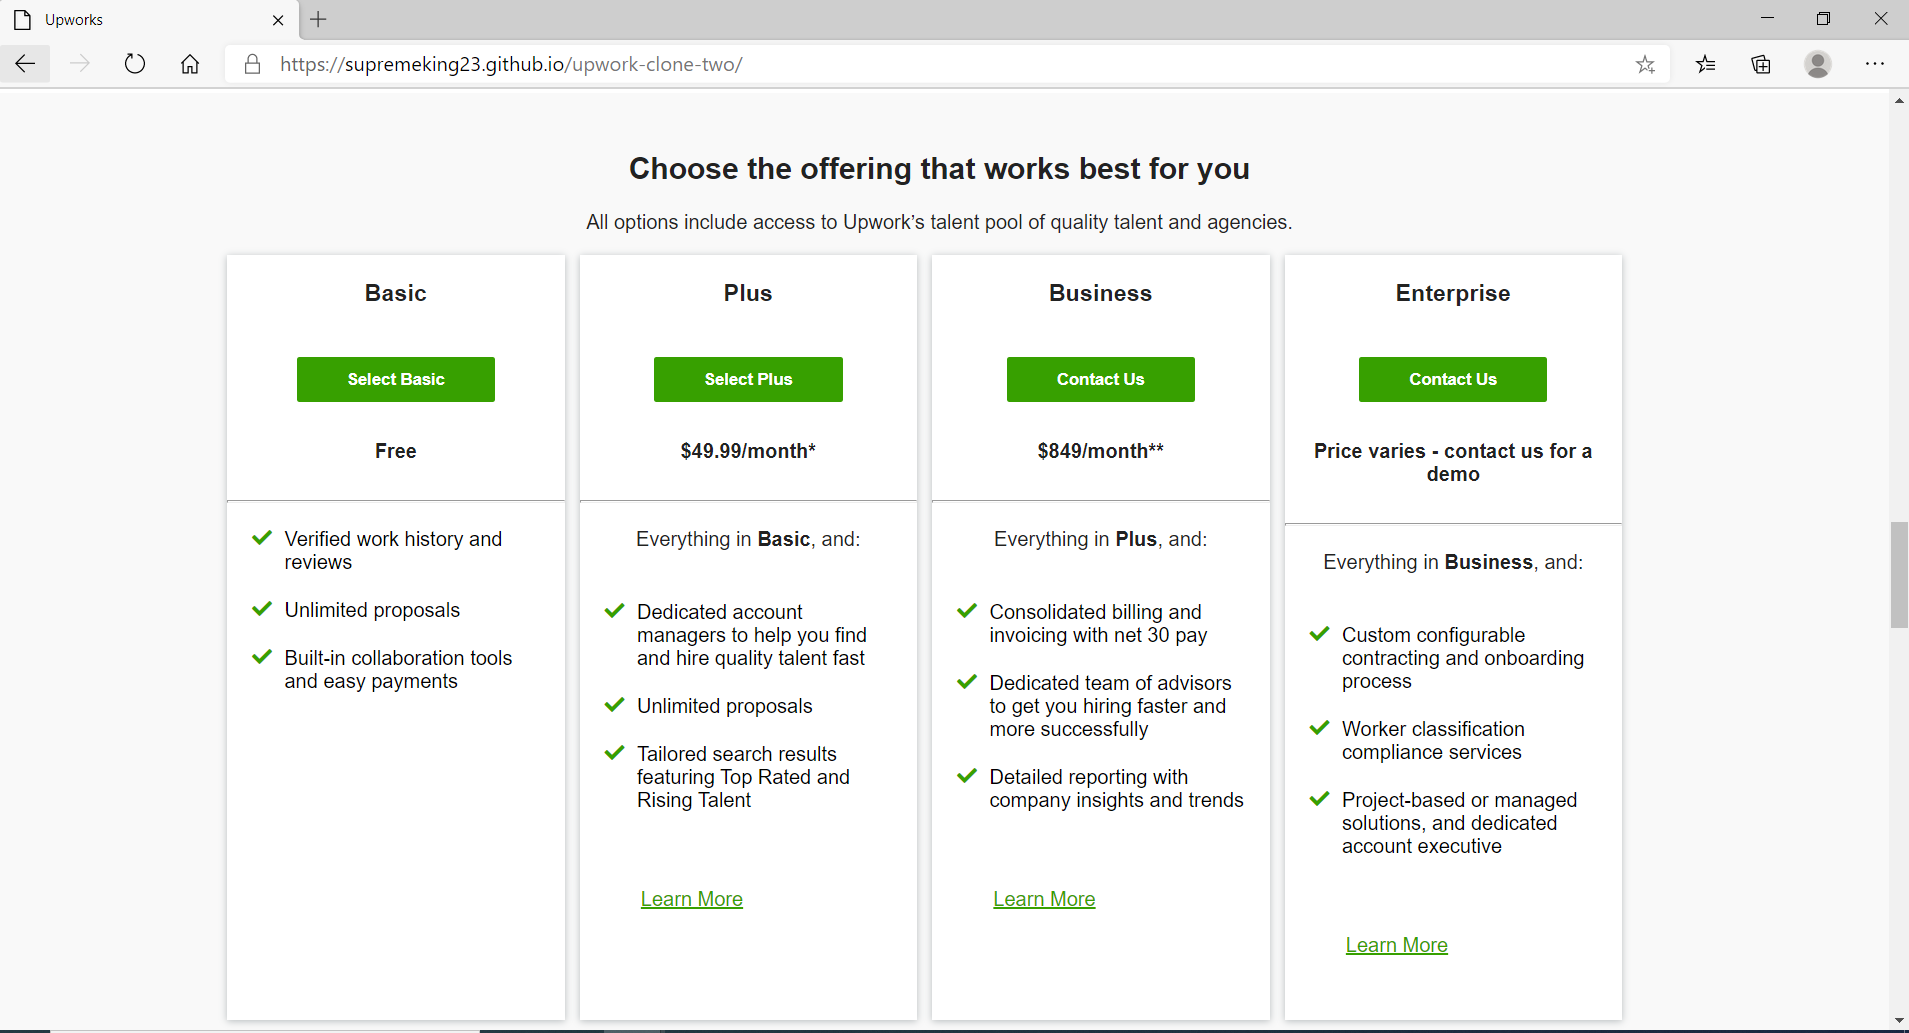 Upworks
https://supremeking23.github.io/upwork-clone-two/
Choose the offering that works best for you
All options include access to Upwork’s talent pool of quality talent and agencies.
Basic
Select Basic
Free
Verified work history and
reviews
Unlimited proposals
Built-in collaboration tools
and easy payments
Plus
Select Plus
$49.99/month*
Everything in Basic, and:
Dedicated account
managers to help you find
and hire quality talent fast
Unlimited proposals
Tailored search results
featuring Top Rated and
Rising Talent
Learn More
Business
Contact Us
$849/month**
Everything in Plus, and:
Consolidated billing and
invoicing with net 30 pay
Dedicated team of advisors
to get you hiring faster and
more successfully
Detailed reporting with
company insights and trends
Learn More
Enterprise
Contact Us
Price varies - contact us for a
demo
Everything in Business, and:
Custom configurable
contracting and onboarding
process
Worker classification
compliance services
Project-based or managed
solutions, and dedicated
account executive
Learn More